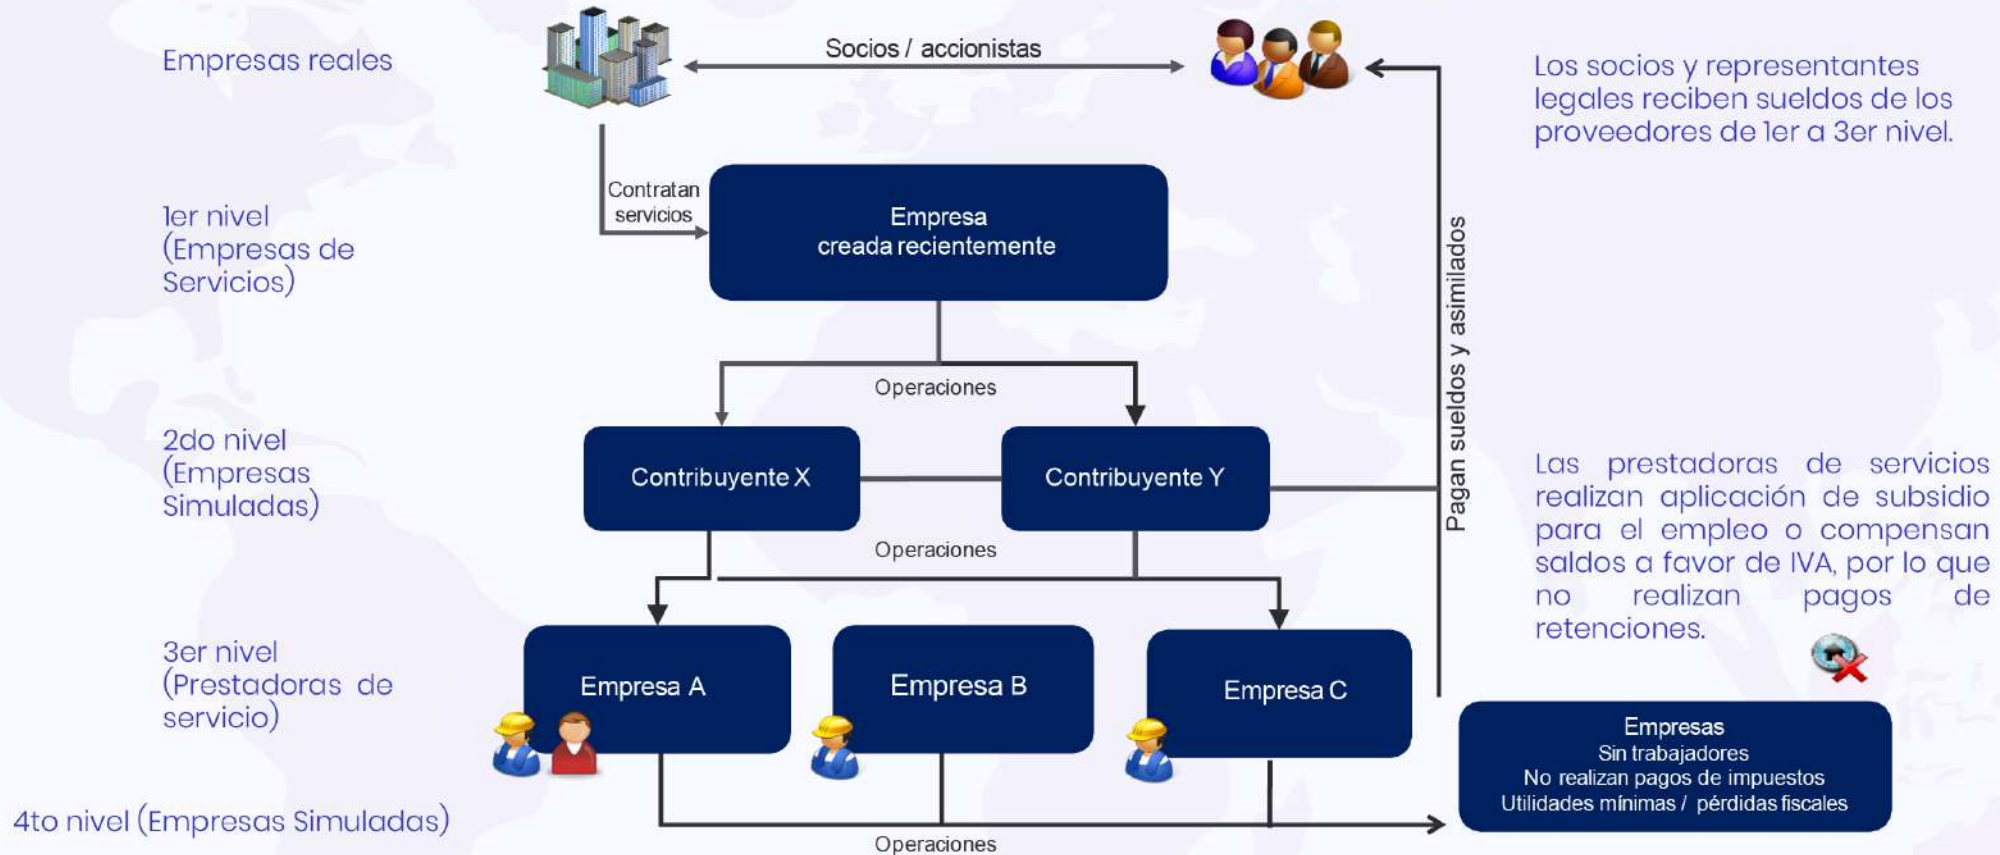 Empresas reales
Socios / accionistas
Los socios y representantes
legales reciben sueldos de los
proveedores de 1er a 3er nivel.
Contratan
servicios
1er nivel
(Empresas de
Servicios)
Empresa
creada recientemente
Pagan sueldos y asimilados
Operaciones
2do nivel
(Empresas
Simuladas)
Contribuyente X
Contribuyente Y
Las prestadoras de servicios
realizan aplicación de subsidio
para el empleo o compensan
saldos a favor de IVA, por lo que
no realizan pagos de
retenciones.
Operaciones
3er nivel
(Prestadoras de
servicio)
Empresa A
Empresa B
Empresa C
Empresas
Sin trabajadores
No realizan pagos de impuestos
Utilidades mínimas / pérdidas fiscales
4to nivel (Empresas Simuladas)
Operaciones